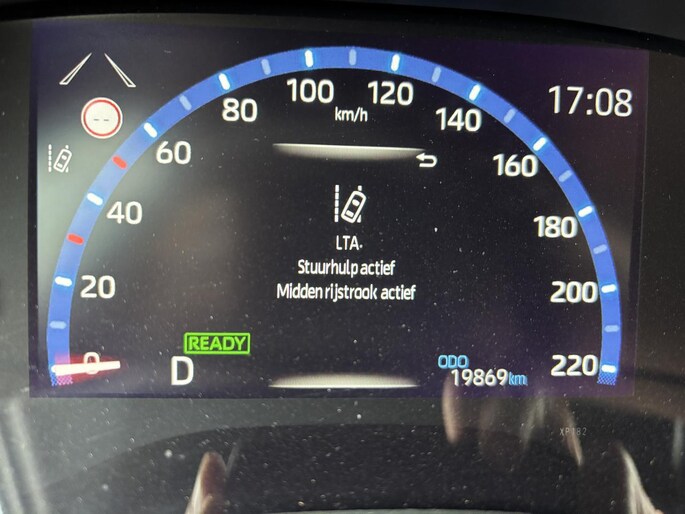 100
120
80
17:08
km/h
140
- -
60
160
40
180
LTA
Stuurhulp actief
20
Midden rijstrook actief
200
READY
0
D
ODO
220
19869 km
XP182